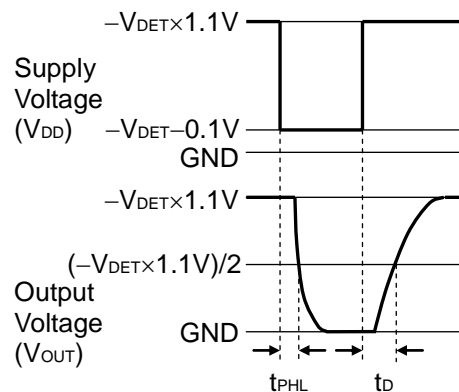 −VDET×1.1V
Supply
Voltage
(VDD)
−VDET−0.1V
GND
−VDET×1.1V
(−VDET×1.1V)/2
Output
Voltage
(VOUT)
GND
tPHL
tD